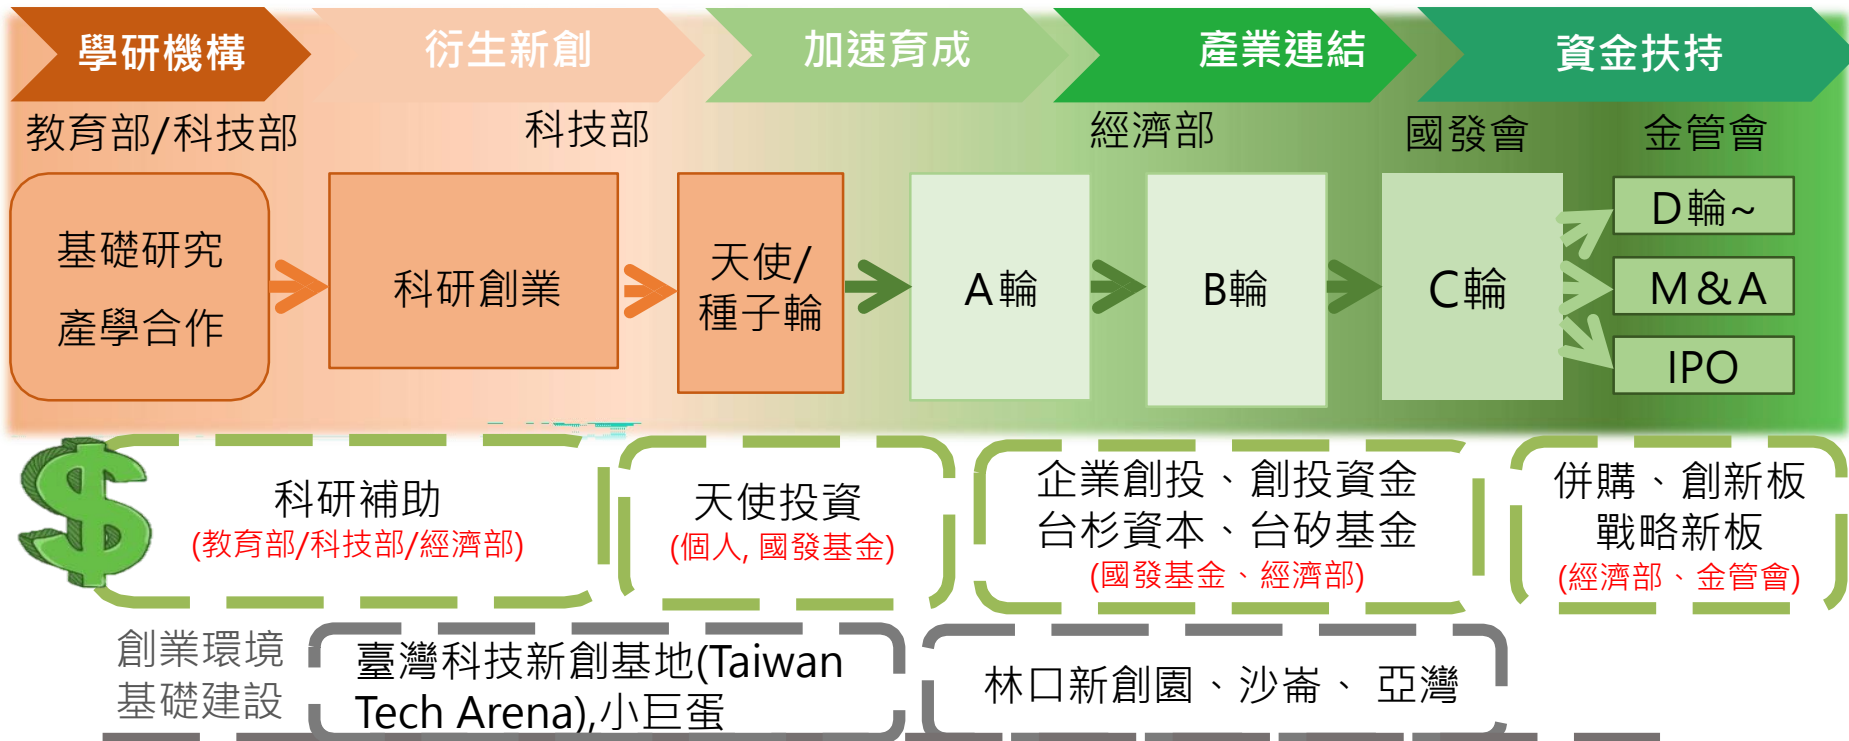 學研機構
衍生新創
加速育成
產業連結
資金扶持
教育部/科技部
科技部
經濟部
國發會
金管會
基礎研究
產學合作
科研創業
天使/
種子輪
A輪
B輪
C輪
D輪~
M&A
IPO
科研補助
(教育部/科技部/經濟部)
天使投資
(個人, 國發基金)
企業創投、創投資金
台杉資本、台矽基金
(國發基金、經濟部)
併購、創新板
戰略新板
(經濟部、金管會)
創業環境
基礎建設
臺灣科技新創基地(Taiwan
Tech Arena),小巨蛋
林口新創園、沙崙、 亞灣